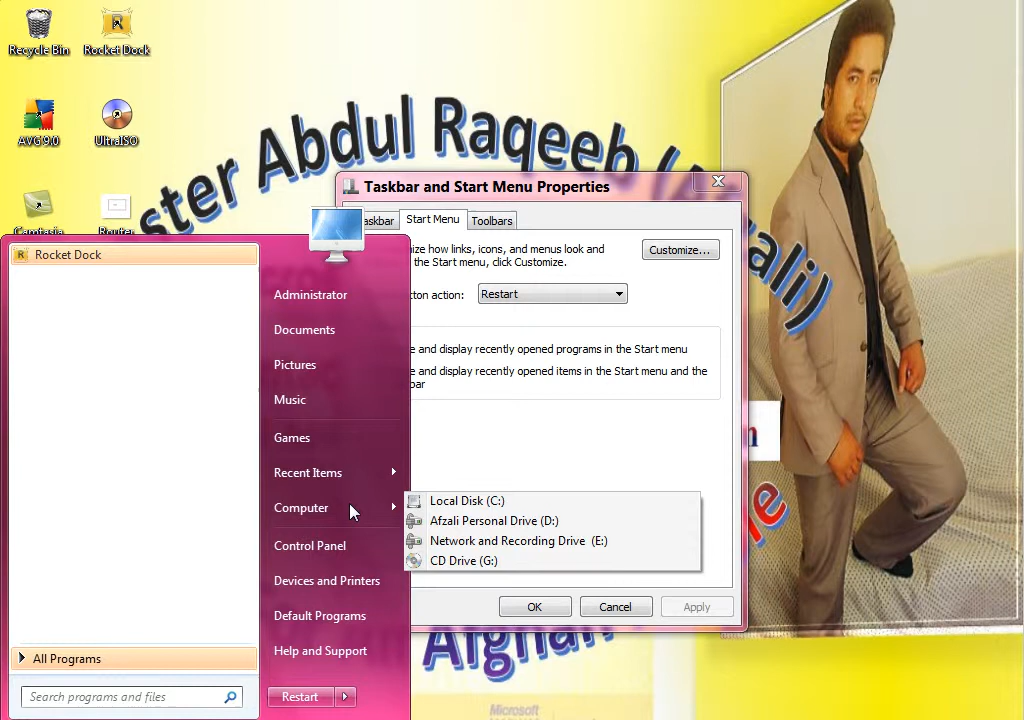 Recycle Bin
Rocket Dock
AVG 9.0
UltraISO
Camtasia
Router
ster Abdul Raqeeb
Taskbar and Start Menu Properties
askbar
Start Menu
Toolbars
ize how links, icons, and menus look and
the Start menu, click Customize.
Customize...
ton action:
Restart
e and display recently opened programs in the Start menu
e and display recently opened items in the Start menu and the
bar
OK
Cancel
Apply
Rocket Dock
All Programs
Search programs and files
Administrator
Documents
Pictures
Music
Games
Recent Items
Computer
Control Panel
Devices and Printers
Default Programs
Help and Support
Restart
Local Disk (C:)
Afzali Personal Drive (D:)
Network and Recording Drive (E:)
CD Drive (G:)
Afghan
Microsoft